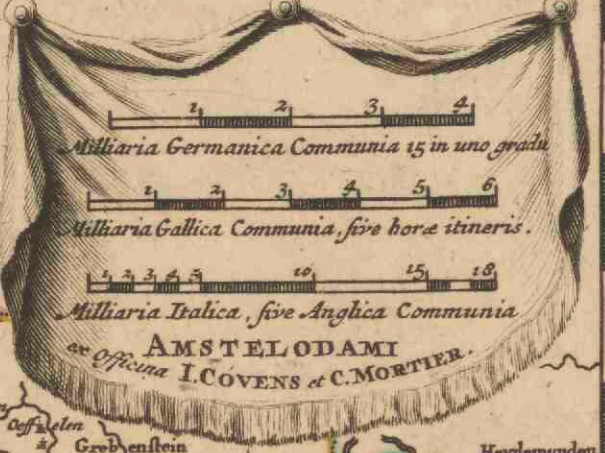 1 2 3 4
Milliaria Germanica Communia 15 in uno gradu
1 2 3 4 5 6
Milliaria Gallica Communia, sive horæ itineris.
1 2 3 4 5 10 15 18
Milliaria Italica, sive Anglica Communia
AMSTELODAMI
ex Officina I. COVENS et C. MORTIER.
Grebenstein